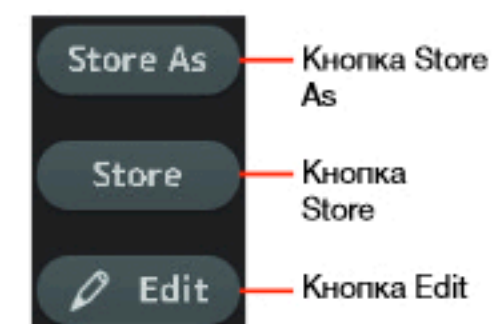 Store As
Кнопка Store
As
Store
Кнопка
Store
Edit
Кнопка Edit